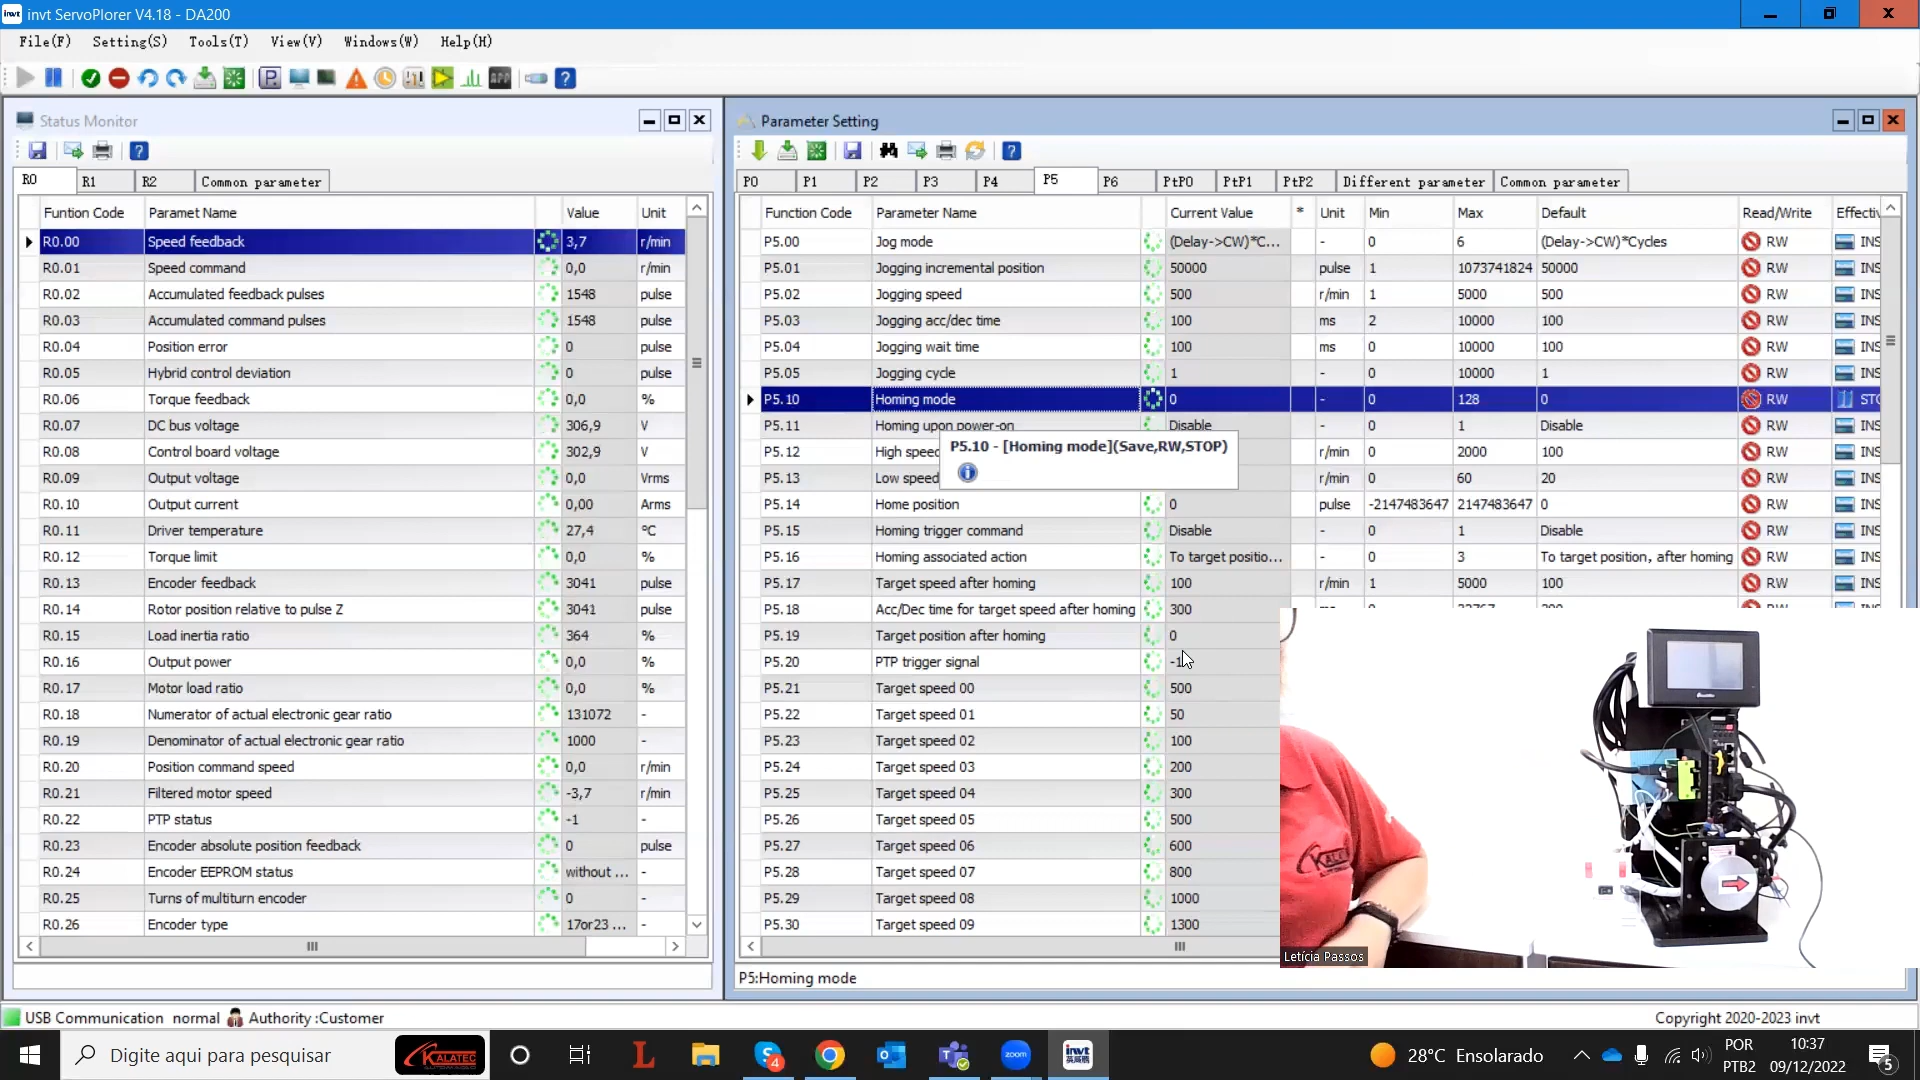 invt ServoPlorer V4.18 - DA200
File(F) Setting(S) Tools(T) View(V) Windows(W) Help(H)
Status Monitor
R0 R1 R2 Common parameter
Funtion Code Paramet Name Value Unit
R0.00 Speed feedback 3,7 r/min
R0.01 Speed command 0,0 r/min
R0.02 Accumulated feedback pulses 1548 pulse
R0.03 Accumulated command pulses 1548 pulse
R0.04 Position error 0 pulse
R0.05 Hybrid control deviation 0 pulse
R0.06 Torque feedback 0,0 %
R0.07 DC bus voltage 306,9 V
R0.08 Control board voltage 302,9 V
R0.09 Output voltage 0,0 Vrms
R0.10 Output current 0,00 Arms
R0.11 Driver temperature 27,4 ºC
R0.12 Torque limit 0,0 %
R0.13 Encoder feedback 3041 pulse
R0.14 Rotor position relative to pulse Z 3041 pulse
R0.15 Load inertia ratio 364 %
R0.16 Output power 0,0 %
R0.17 Motor load ratio 0,0 %
R0.18 Numerator of actual electronic gear ratio 131072 -
R0.19 Denominator of actual electronic gear ratio 1000 -
R0.20 Position command speed 0,0 r/min
R0.21 Filtered motor speed -3,7 r/min
R0.22 PTP status -1 -
R0.23 Encoder absolute position feedback 0 pulse
R0.24 Encoder EEPROM status without ... -
R0.25 Turns of multiturn encoder 0 -
R0.26 Encoder type 17or23 ... -
Parameter Setting
P0 P1 P2 P3 P4 P5 P6 PtP0 PtP1 PtP2 Different parameter Common parameter
Function Code Parameter Name Current Value * Unit Min Max Default Read/Write Effectiv
P5.00 Jog mode (Delay->CW)*C... - 0 6 (Delay->CW)*Cycles RW INS
P5.01 Jogging incremental position 50000 pulse 1 1073741824 50000 RW INS
P5.02 Jogging speed 500 r/min 1 5000 500 RW INS
P5.03 Jogging acc/dec time 100 ms 2 10000 100 RW INS
P5.04 Jogging wait time 100 ms 0 10000 100 RW INS
P5.05 Jogging cycle 1 - 0 10000 1 RW INS
P5.10 Homing mode 0 - 0 128 0 RW STO
P5.11 Homing upon power-on Disable - 0 1 Disable RW INS
P5.12 High speed r/min 0 2000 100 RW INS
P5.13 Low speed r/min 0 60 20 RW INS
P5.10 - [Homing mode](Save,RW,STOP)
P5.14 Home position 0 pulse -2147483647 2147483647 0 RW INS
P5.15 Homing trigger command Disable - 0 1 Disable RW INS
P5.16 Homing associated action To target positio... - 0 3 To target position, after homing RW INS
P5.17 Target speed after homing 100 r/min 1 5000 100 RW INS
P5.18 Acc/Dec time for target speed after homing 300
P5.19 Target position after homing 0
P5.20 PTP trigger signal -1
P5.21 Target speed 00 500
P5.22 Target speed 01 50
P5.23 Target speed 02 100
P5.24 Target speed 03 200
P5.25 Target speed 04 300
P5.26 Target speed 05 500
P5.27 Target speed 06 600
P5.28 Target speed 07 800
P5.29 Target speed 08 1000
P5.30 Target speed 09 1300
KALATEC
Letícia Passos
P5:Homing mode
USB Communication normal Authority :Customer
Copyright 2020-2023 invt
Digite aqui para pesquisar
KALATEC
4
zoom
invt
28°C Ensolarado
POR
PTB2
10:37
09/12/2022
5